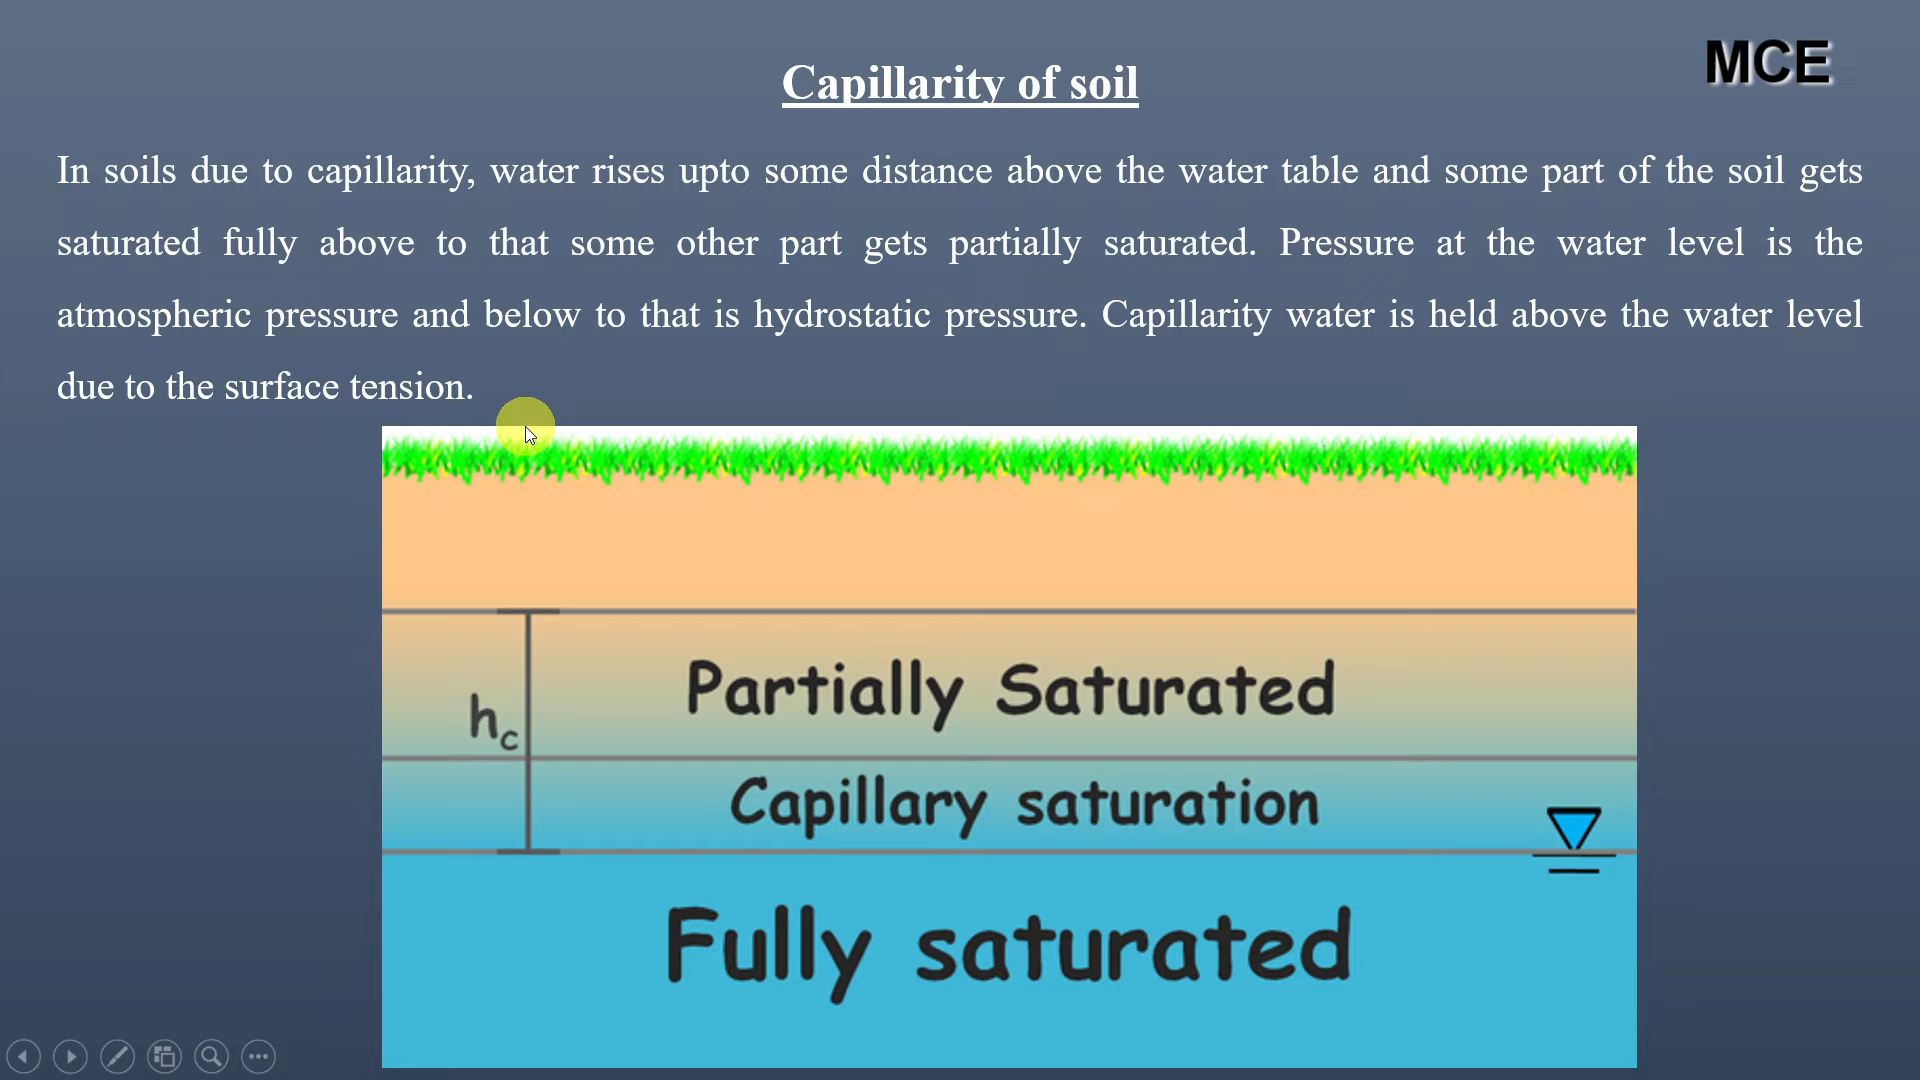 MCE
Capillarity of soil
In soils due to capillarity, water rises upto some distance above the water table and some part of the soil gets
saturated fully above to that some other part gets partially saturated. Pressure at the water level is the
atmospheric pressure and below to that is hydrostatic pressure. Capillarity water is held above the water level
due to the surface tension.
Partially Saturated
hc
Capillary saturation
Fully saturated